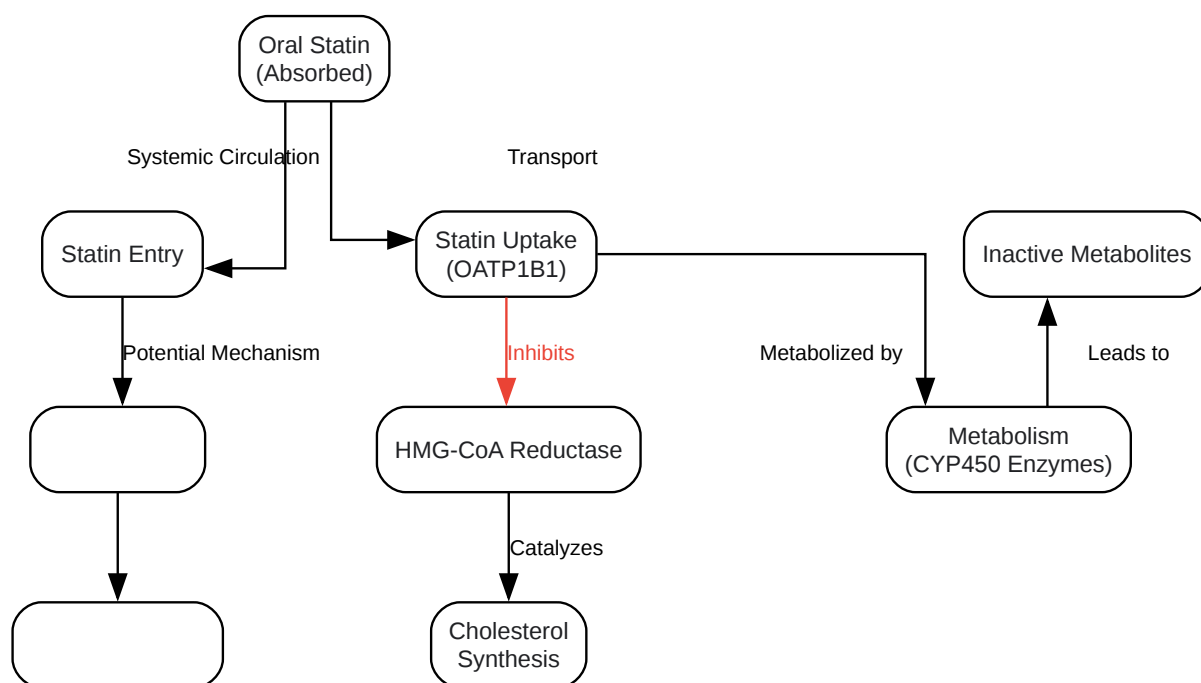 Oral Statin
(Absorbed)
Systemic Circulation
Transport
Statin Entry
Statin Uptake
(OATP1B1)
Inactive Metabolites
Potential Mechanism
Inhibits
Metabolized by
Leads to
HMG-CoA Reductase
Metabolism
(CYP450 Enzymes)
Catalyzes
Cholesterol
Synthesis